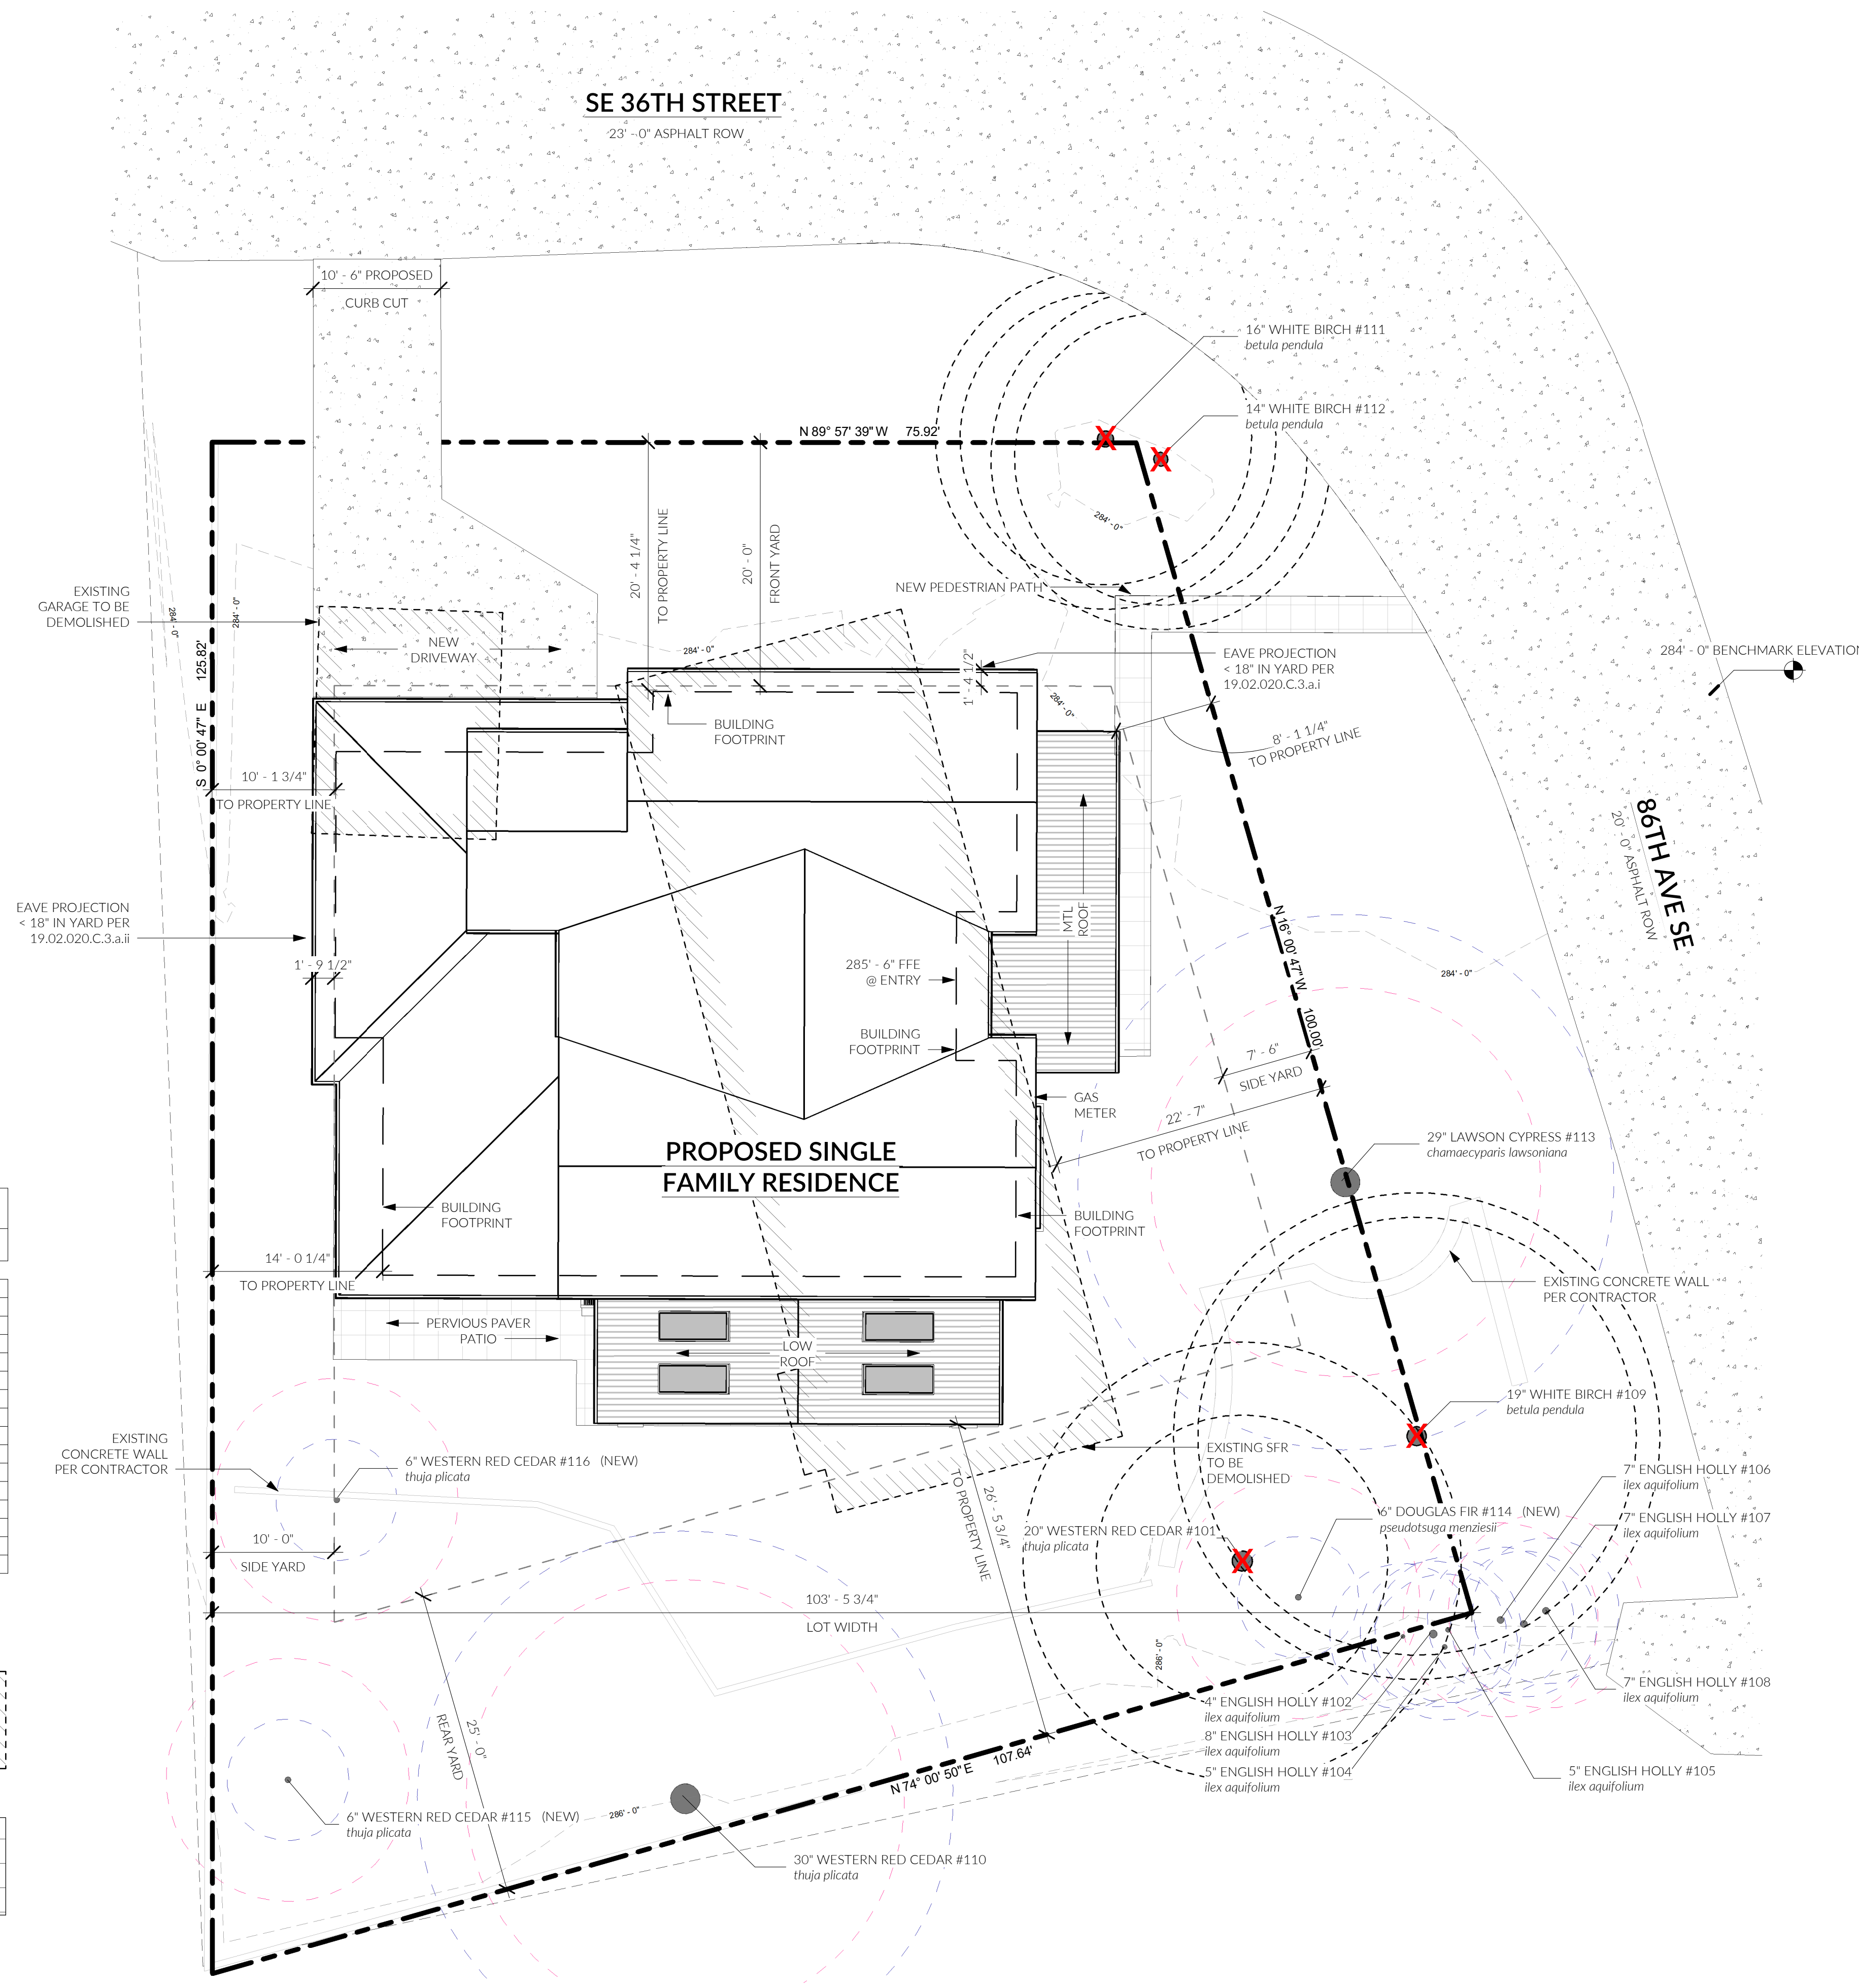 SE 36TH STREET
23' - 0" ASPHALT ROW
10' - 6" PROPOSED
CURB CUT
16" WHITE BIRCH #111
betula pendula
14" WHITE BIRCH #112
betula pendula
N 89° 57' 39" W 75.92'
284' - 0"
20' - 4 1/4"
TO PROPERTY LINE
20' - 0"
FRONT YARD
NEW PEDESTRIAN PATH
EXISTING
GARAGE TO BE
DEMOLISHED
284' - 0"
284' - 0"
S 0° 00' 47" E 125.82'
NEW
DRIVEWAY
284' - 0"
1' - 4 1/2"
EAVE PROJECTION
< 18" IN YARD PER
19.02.020.C.3.a.i
284' - 0" BENCHMARK ELEVATION
284' - 0"
BUILDING
FOOTPRINT
8' - 1 1/4"
TO PROPERTY LINE
10' - 1 3/4"
TO PROPERTY LINE
86TH AVE SE
20' - 0" ASPHALT ROW
EAVE PROJECTION
< 18" IN YARD PER
19.02.020.C.3.a.ii
1' - 9 1/2"
MTL
ROOF
285' - 6" FFE
@ ENTRY
N 16° 00' 47" W 100.00'
284' - 0"
BUILDING
FOOTPRINT
7' - 6"
SIDE YARD
GAS
METER
22' - 7"
TO PROPERTY LINE
PROPOSED SINGLE
FAMILY RESIDENCE
29" LAWSON CYPRESS #113
chamaecyparis lawsoniana
BUILDING
FOOTPRINT
BUILDING
FOOTPRINT
14' - 0 1/4"
TO PROPERTY LINE
EXISTING CONCRETE WALL
PER CONTRACTOR
PERVIOUS PAVER
PATIO
LOW
ROOF
19" WHITE BIRCH #109
betula pendula
EXISTING
CONCRETE WALL
PER CONTRACTOR
6" WESTERN RED CEDAR #116 (NEW)
thuja plicata
EXISTING SFR
TO BE
DEMOLISHED
7" ENGLISH HOLLY #106
ilex aquifolium
26' - 5 3/4"
TO PROPERTY LINE
20" WESTERN RED CEDAR #101
thuja plicata
6" DOUGLAS FIR #114 (NEW)
pseudotsuga menziesii
7" ENGLISH HOLLY #107
ilex aquifolium
10' - 0"
SIDE YARD
103' - 5 3/4"
LOT WIDTH
286' - 0"
7" ENGLISH HOLLY #108
ilex aquifolium
4" ENGLISH HOLLY #102
ilex aquifolium
8" ENGLISH HOLLY #103
ilex aquifolium
5" ENGLISH HOLLY #104
ilex aquifolium
5" ENGLISH HOLLY #105
ilex aquifolium
25' - 0"
REAR YARD
N 74° 00' 50" E 107.64'
286' - 0"
6" WESTERN RED CEDAR #115 (NEW)
thuja plicata
30" WESTERN RED CEDAR #110
thuja plicata